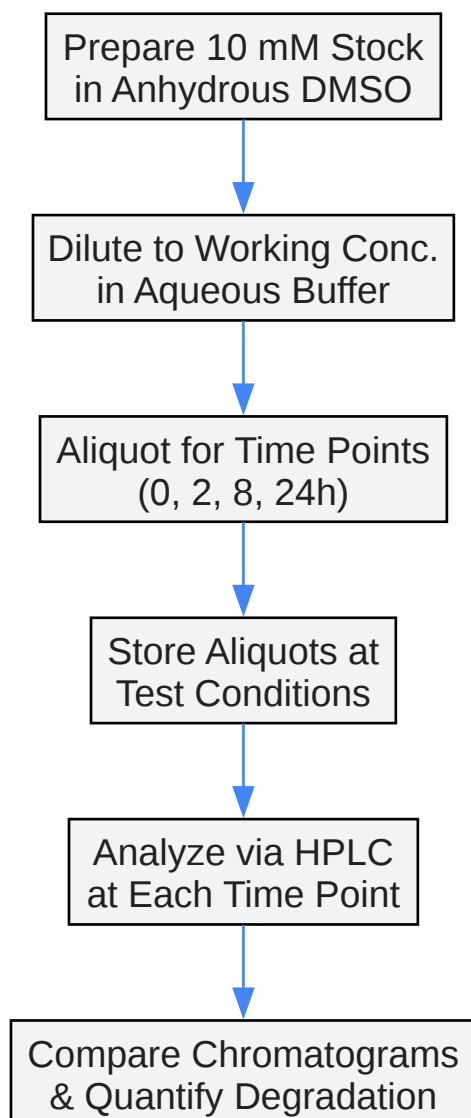 Prepare 10 mM Stock
in Anhydrous DMSO
Dilute to Working Conc.
in Aqueous Buffer
Aliquot for Time Points
(0, 2, 8, 24h)
Store Aliquots at
Test Conditions
Analyze via HPLC
at Each Time Point
Compare Chromatograms
& Quantify Degradation